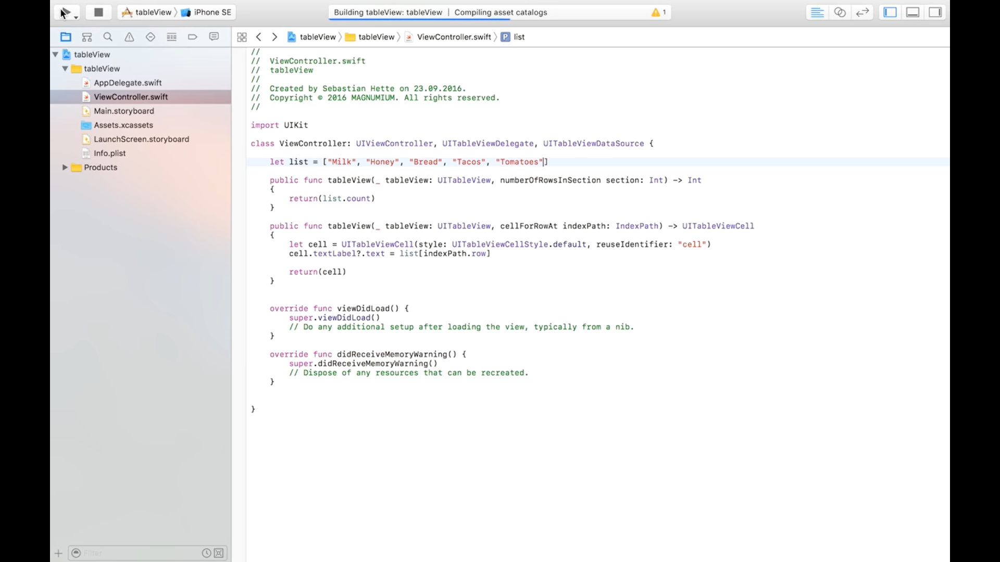 tableView
iPhone SE
Building tableView: tableView | Compiling asset catalogs
1
tableView
tableView
ViewController.swift
P list
tableView
tableView
AppDelegate.swift
ViewController.swift
Main.storyboard
Assets.xcassets
LaunchScreen.storyboard
Info.plist
Products
//
// ViewController.swift
// tableView
//
// Created by Sebastian Hette on 23.09.2016.
// Copyright © 2016 MAGNUMIUM. All rights reserved.
//
import UIKit
class ViewController: UIViewController, UITableViewDelegate, UITableViewDataSource {
let list = ["Milk", "Honey", "Bread", "Tacos", "Tomatoes"]
public func tableView(_ tableView: UITableView, numberOfRowsInSection section: Int) -> Int
{
return(list.count)
}
public func tableView(_ tableView: UITableView, cellForRowAt indexPath: IndexPath) -> UITableViewCell
{
let cell = UITableViewCell(style: UITableViewCellStyle.default, reuseIdentifier: "cell")
cell.textLabel?.text = list[indexPath.row]
return(cell)
}
override func viewDidLoad() {
super.viewDidLoad()
// Do any additional setup after loading the view, typically from a nib.
}
override func didReceiveMemoryWarning() {
super.didReceiveMemoryWarning()
// Dispose of any resources that can be recreated.
}
}
Filter